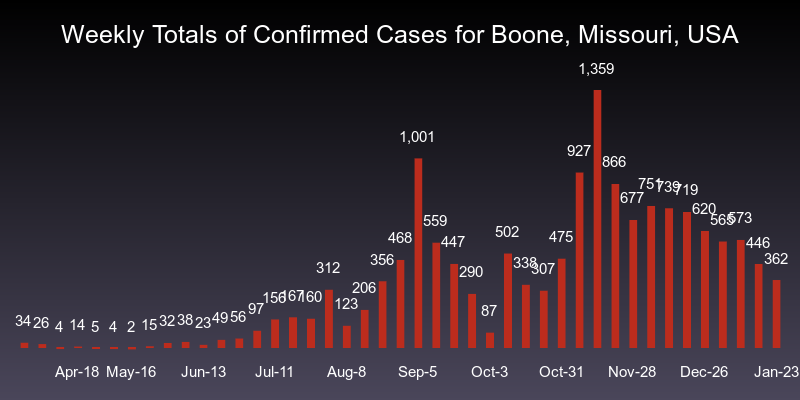 Weekly Totals of Confirmed Cases for Boone, Missouri, USA
34 26 4 14 5 4 2 15 32 38 23 49 56 97 156 167 160 312 123 206 356 468 1,001 559 447 290 87 502 338 307 475 927 1,359 866 677 751 739 719 620 565 573 446 362
Apr-18 May-16 Jun-13 Jul-11 Aug-8 Sep-5 Oct-3 Oct-31 Nov-28 Dec-26 Jan-23